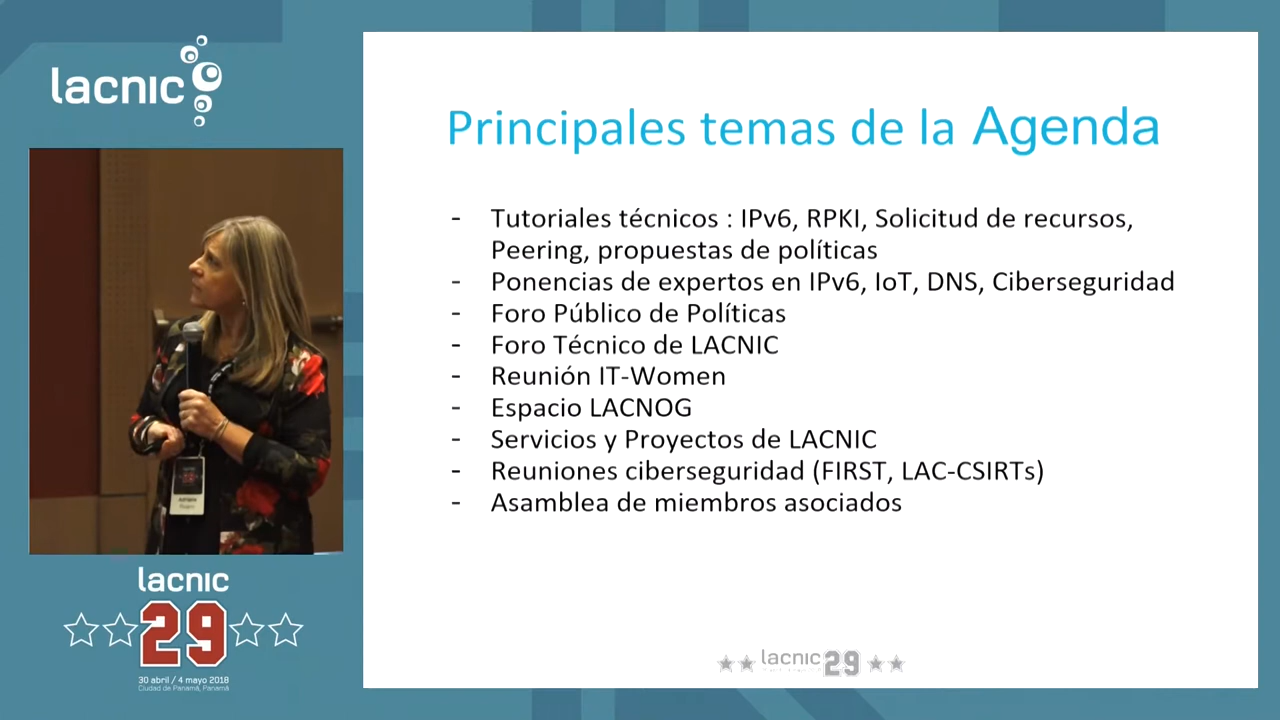 lacnic
Principales temas de la Agenda
- Tutoriales técnicos : IPv6, RPKI, Solicitud de recursos,
Peering, propuestas de políticas
- Ponencias de expertos en IPv6, IoT, DNS, Ciberseguridad
- Foro Público de Políticas
- Foro Técnico de LACNIC
- Reunión IT-Women
- Espacio LACNOG
- Servicios y Proyectos de LACNIC
- Reuniones ciberseguridad (FIRST, LAC-CSIRTs)
- Asamblea de miembros asociados
Adriana
lacnic
29
30 abril / 4 mayo 2018
Ciudad de Panamá, Panamá
lacnic 29